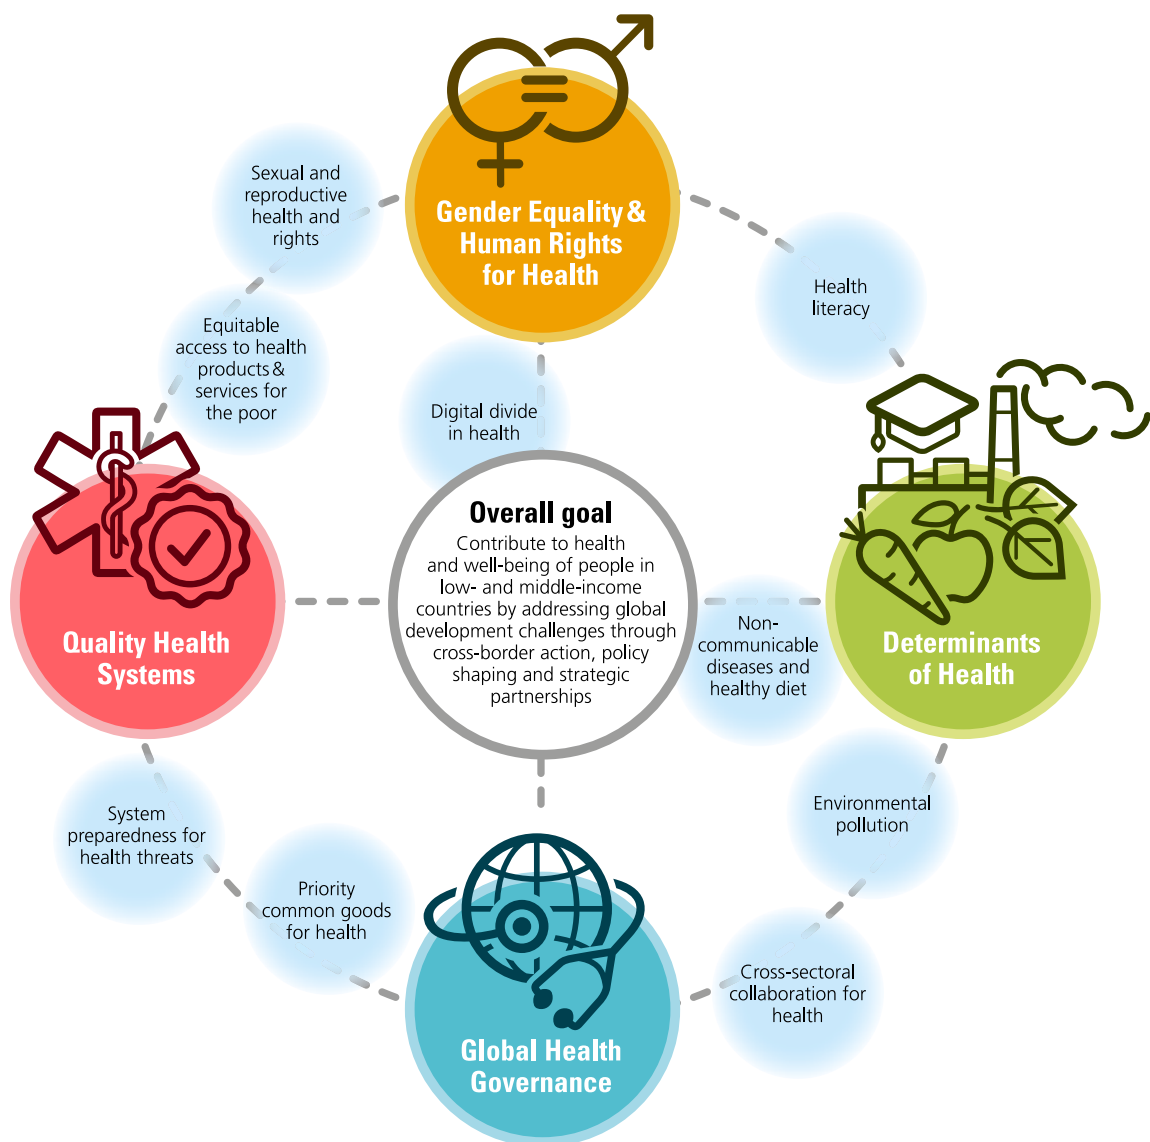 Sexual and
reproductive
health and
rights
Gender Equality &
Human Rights
for Health
Health
literacy
Equitable
access to health
products &
services for
the poor
Digital divide
in health
Overall goal
Contribute to health
and well-being of people in
low- and middle-income
countries by addressing global
development challenges through
cross-border action, policy
shaping and strategic
partnerships
Quality Health
Systems
Non-
communicable
diseases and
healthy diet
Determinants
of Health
System
preparedness for
health threats
Environmental
pollution
Priority
common goods
for health
Cross-sectoral
collaboration for
health
Global Health
Governance